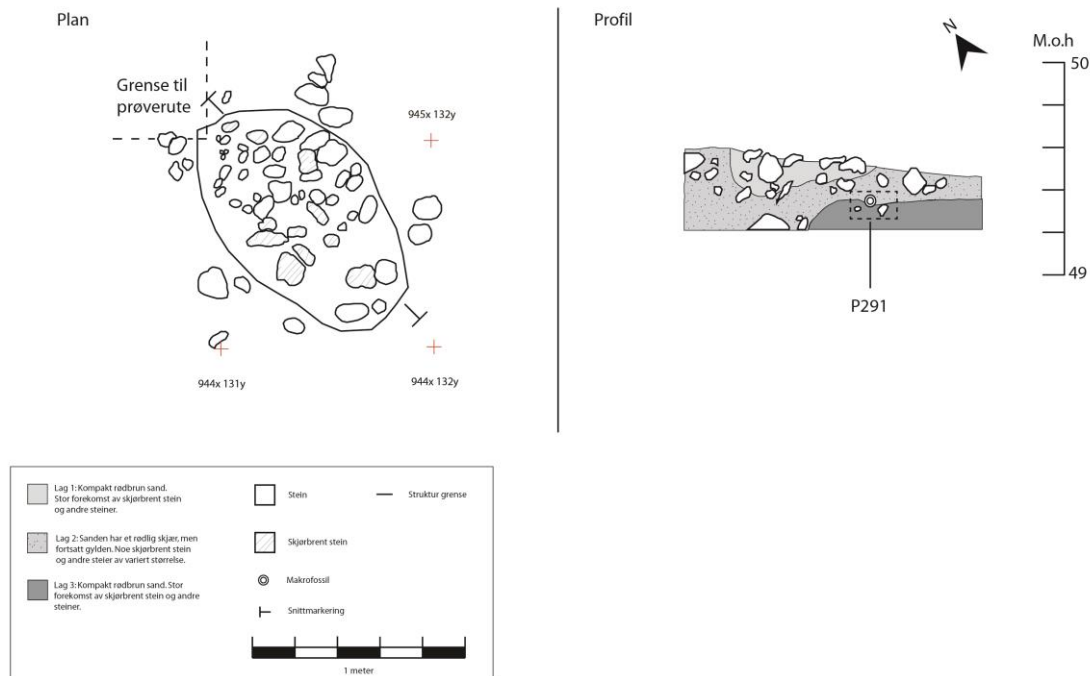 Plan
Grense til
prøverute
945x 132y
944x 131y
944x 132y
Profil
N
M.o.h
50
49
P291
Lag 1: Kompakt rødbrun sand.
Stor forekomst av skjørbrent stein
og andre steiner.
Lag 2: Sanden har et rødlig skjær, men
fortsatt gylden. Noe skjørbrent stein
og andre steier av variert størrelse.
Lag 3: Kompakt rødbrun sand. Stor
forekomst av skjørbrent stein og andre
steiner.
Stein
Struktur grense
Skjørbrent stein
Makrofossil
Snittmarkering
1 meter